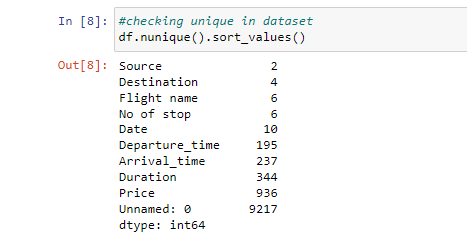 In [8]: #checking unique in dataset
df.nunique().sort_values()
Out[8]: Source 2
Destination 4
Flight name 6
No of stop 6
Date 10
Departure_time 195
Arrival_time 237
Duration 344
Price 936
Unnamed: 0 9217
dtype: int64